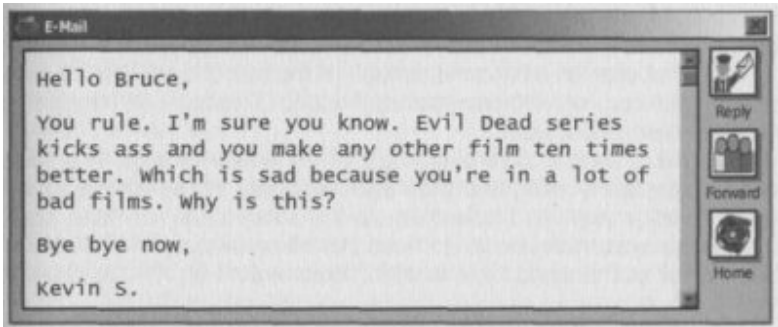 E-Mail
Hello Bruce,
You rule. I'm sure you know. Evil Dead series
kicks ass and you make any other film ten times
better. Which is sad because you're in a lot of
bad films. Why is this?
Bye bye now,
Kevin S.
Reply
Forward
Home